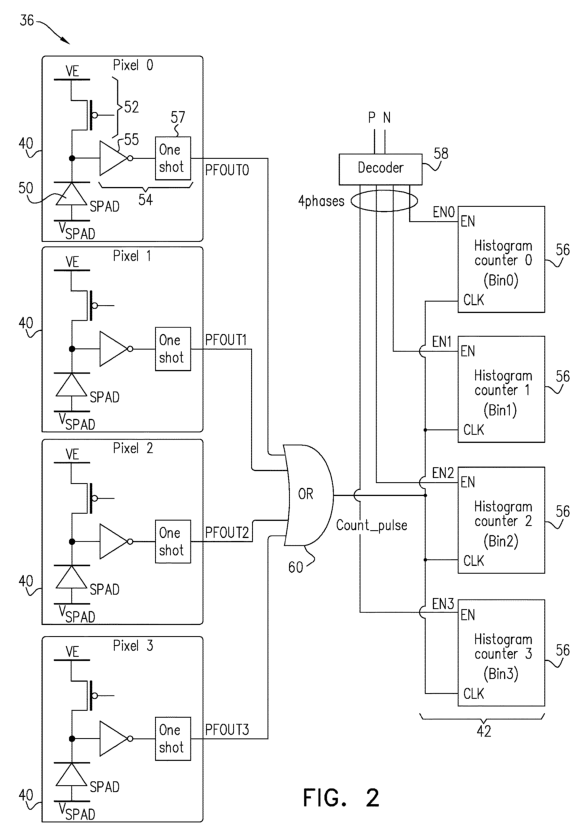 36
Pixel 0
VE
52
57
40
55
One
shot
PFOUT0
50
SPAD
54
VSPAD
Pixel 1
VE
40
One
shot
PFOUT1
SPAD
VSPAD
Pixel 2
VE
One
shot
PFOUT2
40
SPAD
VSPAD
Pixel 3
VE
One
shot
PFOUT3
40
SPAD
VSPAD
OR
60
Count_pulse
P N
Decoder
58
4phases
EN0
EN
Histogram
counter 0
(Bin0)
56
CLK
EN1
EN
Histogram
counter 1
(Bin1)
56
CLK
EN2
EN
Histogram
counter 2
(Bin2)
56
CLK
EN3
EN
Histogram
counter 3
(Bin3)
56
CLK
42
FIG. 2